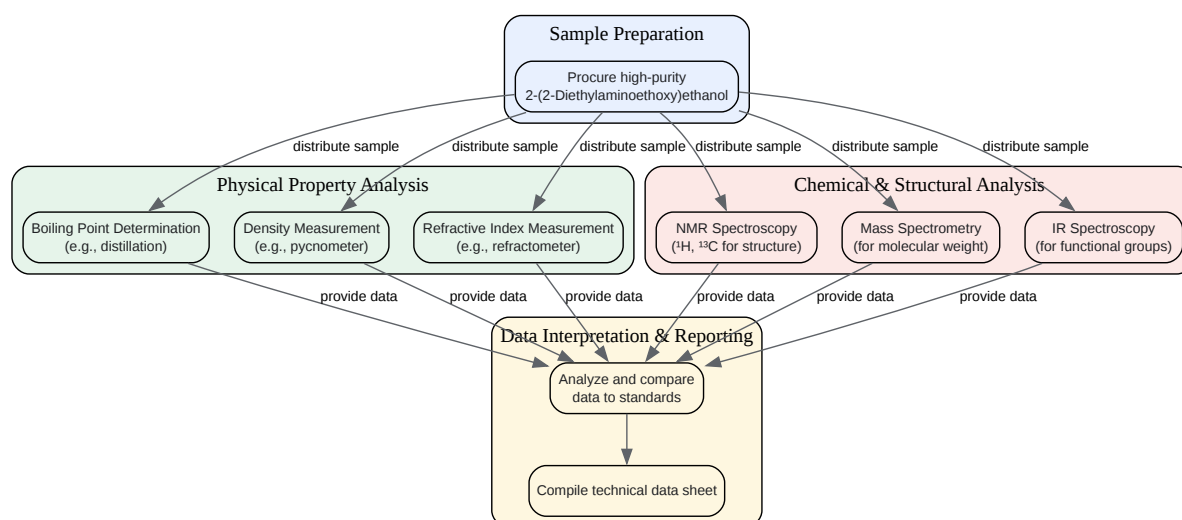 Sample Preparation
Procure high-purity
2-(2-Diethylaminoethoxy)ethanol
distribute sample
distribute sample
distribute sample
distribute sample
distribute sample
distribute sample
Physical Property Analysis
Chemical & Structural Analysis
Boiling Point Determination
(e.g., distillation)
Density Measurement
(e.g., pycnometer)
Refractive Index Measurement
(e.g., refractometer)
NMR Spectroscopy
(¹H, ¹³C for structure)
Mass Spectrometry
(for molecular weight)
IR Spectroscopy
(for functional groups)
provide data
provide data
provide data
provide data
provide data
provide data
Data Interpretation & Reporting
Analyze and compare
data to standards
Compile technical data sheet